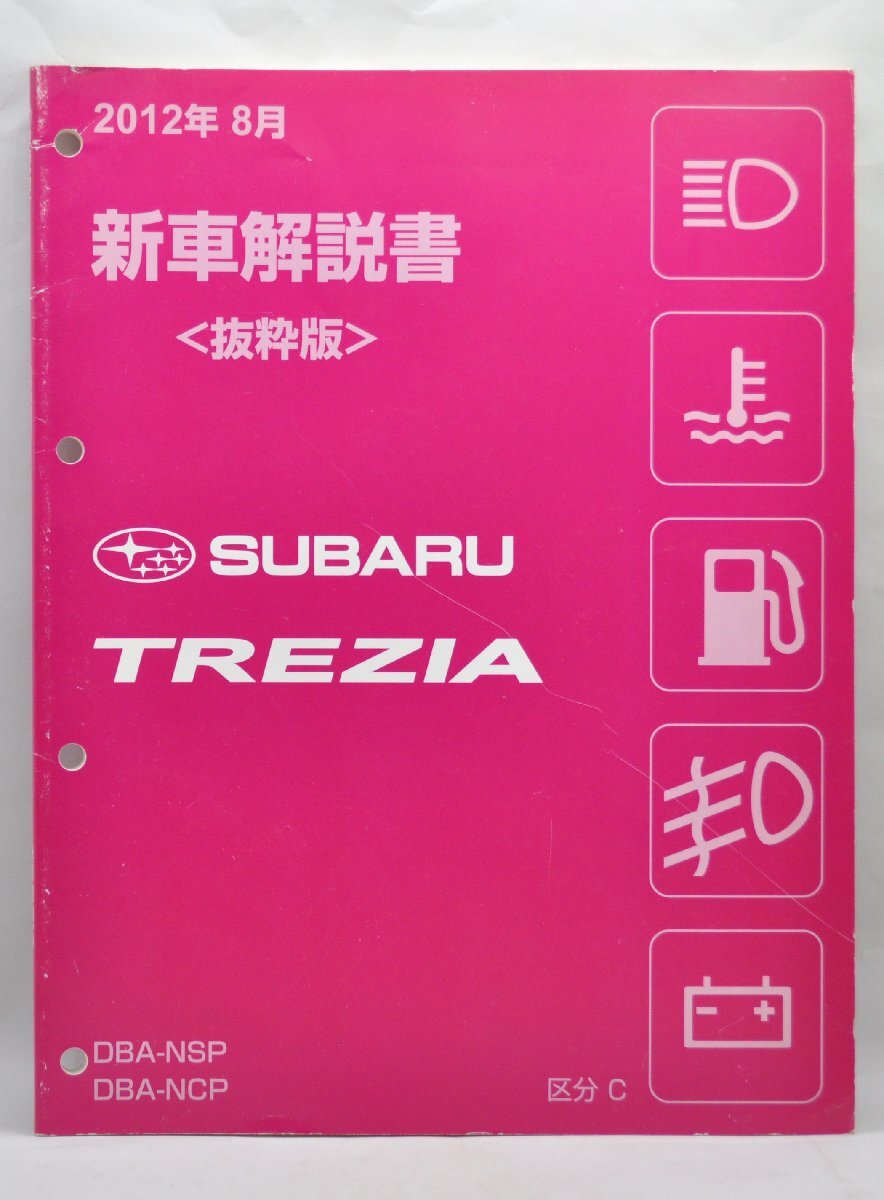 2012年 8月
新車解説書
<抜粋版>
SUBARU
TREZIA
DBA-NSP
DBA-NCP
区分 C